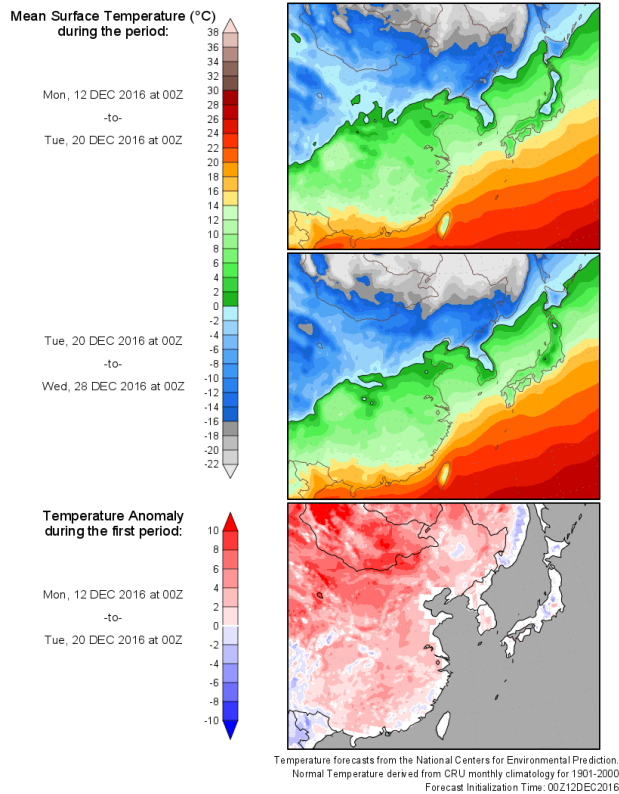 Mean Surface Temperature (°C)
during the period:
Mon, 12 DEC 2016 at 00Z
-to-
Tue, 20 DEC 2016 at 00Z
38
36
34
32
30
28
26
24
22
20
18
16
14
12
10
8
6
4
2
0
-2
-4
-6
-8
-10
-12
-14
-16
-18
-20
-22
Tue, 20 DEC 2016 at 00Z
-to-
Wed, 28 DEC 2016 at 00Z
Temperature Anomaly
during the first period:
Mon, 12 DEC 2016 at 00Z
-to-
Tue, 20 DEC 2016 at 00Z
10
8
6
4
2
0
-2
-4
-6
-8
-10
Temperature forecasts from the National Centers for Environmental Prediction.
Normal Temperature derived from CRU monthly climatology for 1901-2000
Forecast Initialization Time: 00Z12DEC2016